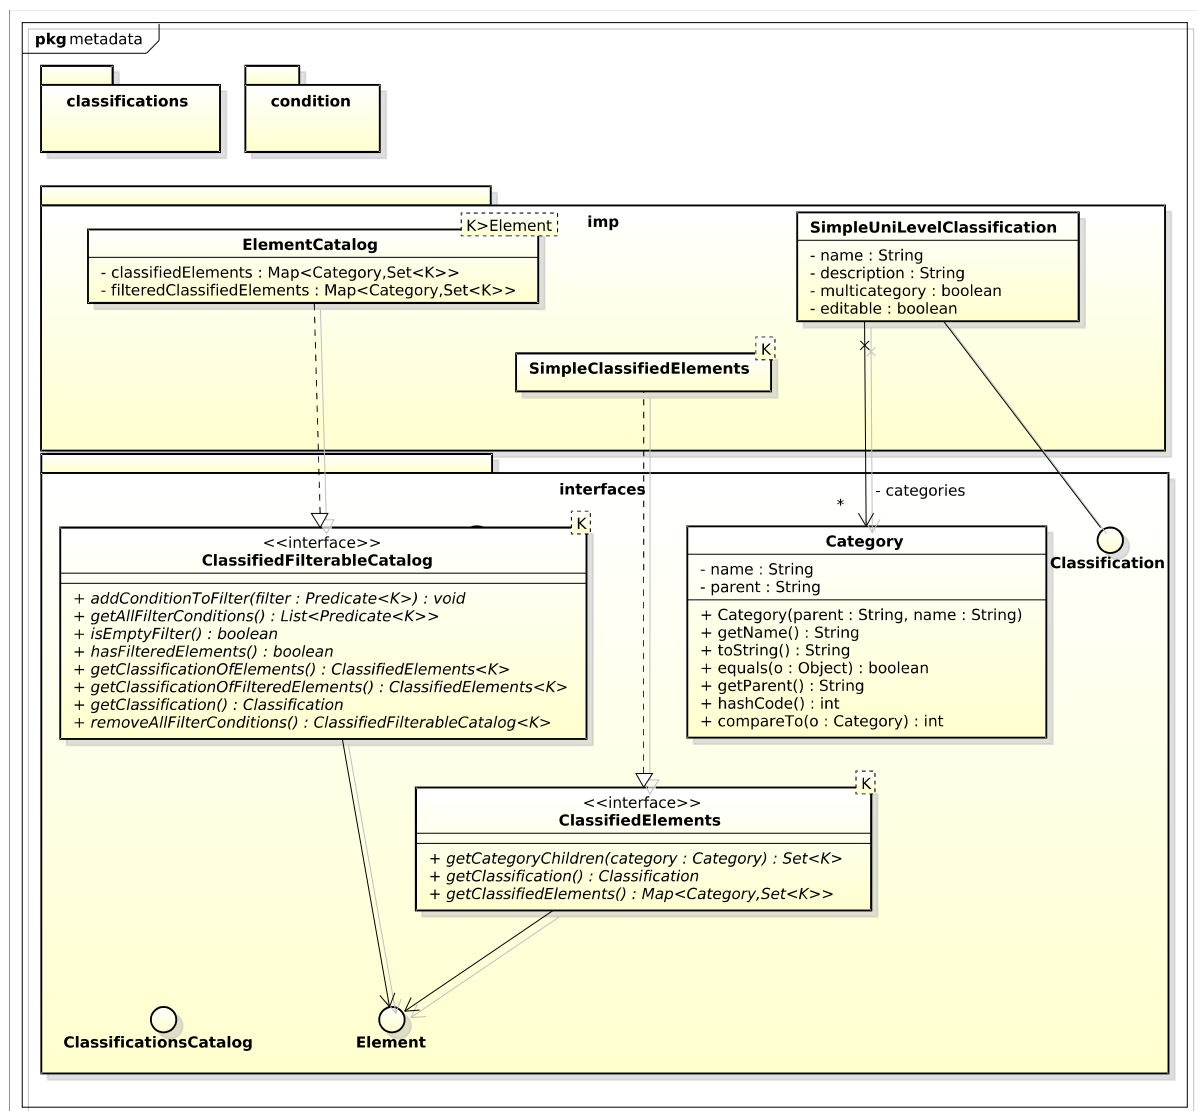 pkg metadata
classifications
condition
imp
K>Element
ElementCatalog
- classifiedElements : Map<Category,Set<K>>
- filteredClassifiedElements : Map<Category,Set<K>>
SimpleUniLevelClassification
- name : String
- description : String
- multicategory : boolean
- editable : boolean
K
SimpleClassifiedElements
interfaces
- categories
*
K
<<interface>>
ClassifiedFilterableCatalog
+ addConditionToFilter(filter : Predicate<K>) : void
+ getAllFilterConditions() : List<Predicate<K>>
+ isEmptyFilter() : boolean
+ hasFilteredElements() : boolean
+ getClassificationOfElements() : ClassifiedElements<K>
+ getClassificationOfFilteredElements() : ClassifiedElements<K>
+ getClassification() : Classification
+ removeAllFilterConditions() : ClassifiedFilterableCatalog<K>
Category
- name : String
- parent : String
+ Category(parent : String, name : String)
+ getName() : String
+ toString() : String
+ equals(o : Object) : boolean
+ getParent() : String
+ hashCode() : int
+ compareTo(o : Category) : int
Classification
K
<<interface>>
ClassifiedElements
+ getCategoryChildren(category : Category) : Set<K>
+ getClassification() : Classification
+ getClassifiedElements() : Map<Category,Set<K>>
ClassificationsCatalog
Element